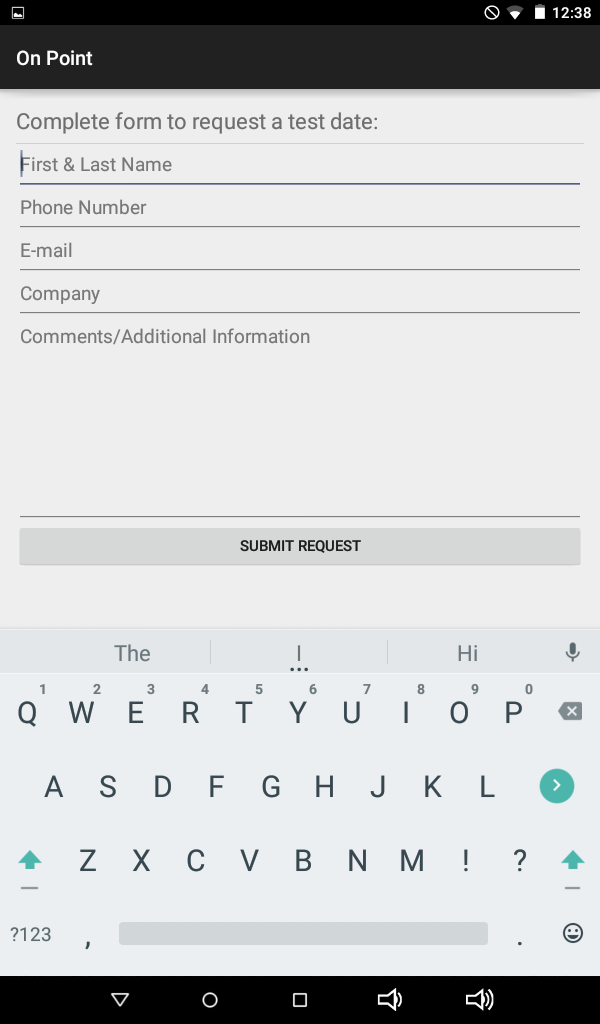 12:38
On Point
Complete form to request a test date:
First & Last Name
Phone Number
E-mail
Company
Comments/Additional Information
SUBMIT REQUEST
The I Hi
1 2 3 4 5 6 7 8 9 0
Q W E R T Y U I O P
A S D F G H J K L
Z X C V B N M ! ?
?123 , .